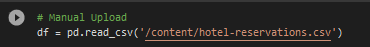 # Manual Upload
df = pd.read_csv('/content/hotel-reservations.csv')